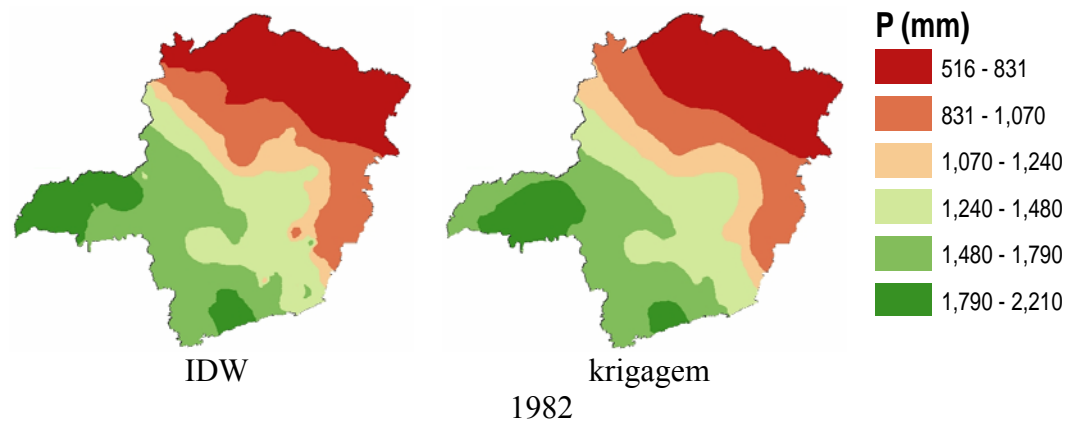 P (mm)
516 - 831
831 - 1,070
1,070 - 1,240
1,240 - 1,480
1,480 - 1,790
1,790 - 2,210
IDW
krigagem
1982